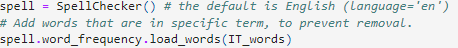 spell = SpellChecker() # the default is English (language='en')
# Add words that are in specific term, to prevent removal.
spell.word_frequency.load_words(IT_words)